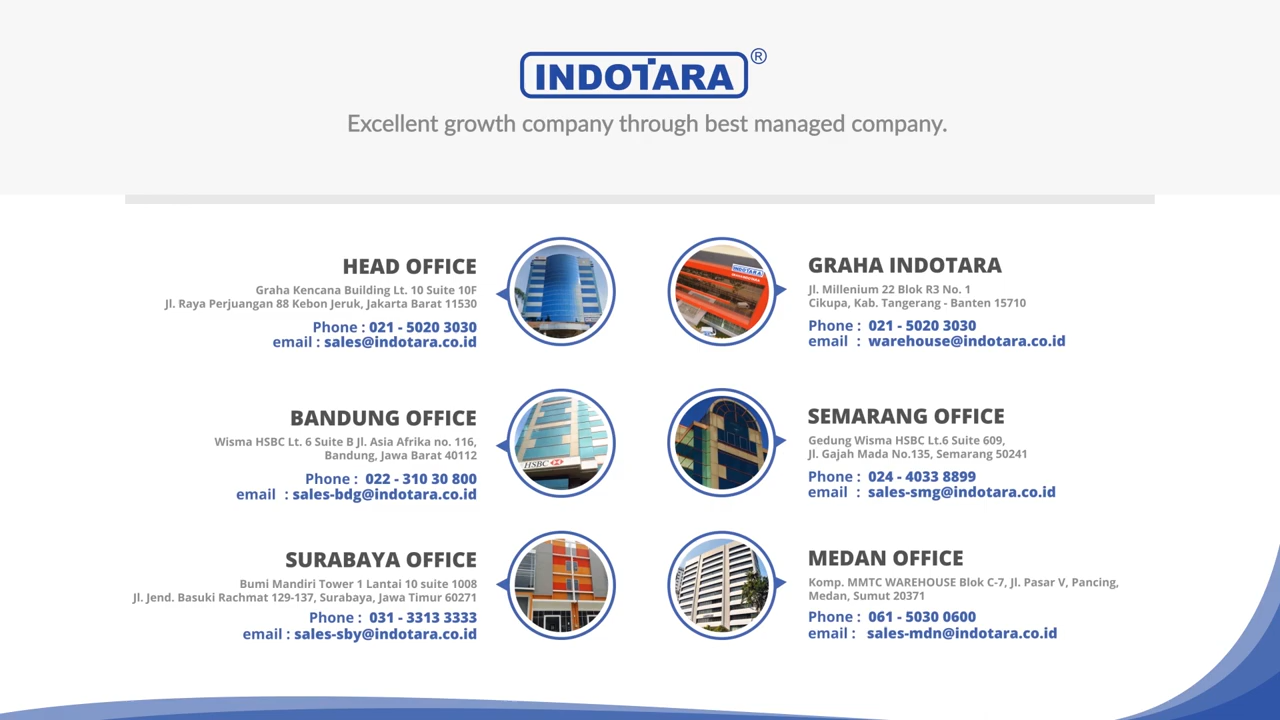 INDOTARA®
Excellent growth company through best managed company.
HEAD OFFICE
Graha Kencana Building Lt. 10 Suite 10F
Jl. Raya Perjuangan 88 Kebon Jeruk, Jakarta Barat 11530
Phone : 021 - 5020 3030
email : sales@indotara.co.id
GRAHA INDOTARA
Jl. Millenium 22 Blok R3 No. 1
Cikupa, Kab. Tangerang - Banten 15710
Phone : 021 - 5020 3030
email : warehouse@indotara.co.id
INDOTARA
BANDUNG OFFICE
Wisma HSBC Lt. 6 Suite B Jl. Asia Afrika no. 116,
Bandung, Jawa Barat 40112
Phone : 022 - 310 30 800
email : sales-bdg@indotara.co.id
HSBC
SEMARANG OFFICE
Gedung Wisma HSBC Lt.6 Suite 609,
Jl. Gajah Mada No.135, Semarang 50241
Phone : 024 - 4033 8899
email : sales-smg@indotara.co.id
SURABAYA OFFICE
Bumi Mandiri Tower 1 Lantai 10 suite 1008
Jl. Jend. Basuki Rachmat 129-137, Surabaya, Jawa Timur 60271
Phone : 031 - 3313 3333
email : sales-sby@indotara.co.id
MEDAN OFFICE
Komp. MMTC WAREHOUSE Blok C-7, Jl. Pasar V, Pancing,
Medan, Sumut 20371
Phone : 061 - 5030 0600
email : sales-mdn@indotara.co.id